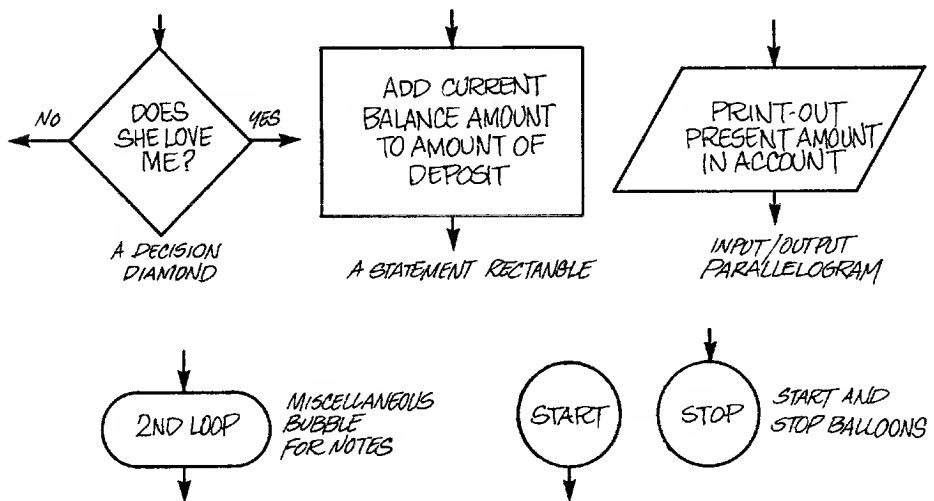 NO
DOES
SHE LOVE
ME?
YES
A DECISION
DIAMOND
ADD CURRENT
BALANCE AMOUNT
TO AMOUNT OF
DEPOSIT
A STATEMENT RECTANGLE
PRINT-OUT
PRESENT AMOUNT
IN ACCOUNT
INPUT/OUTPUT
PARALLELOGRAM
2ND LOOP
MISCELLANEOUS
BUBBLE
FOR NOTES
START
STOP
START AND
STOP BALLOONS